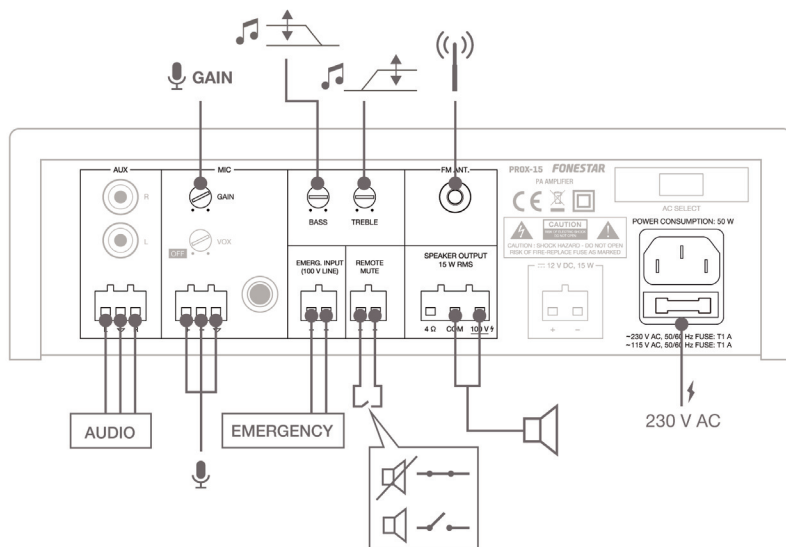 GAIN
AUX
MIC
FM ANT.
PROX-15 FONESTAR
PA AMPLIFIER
AC SELECT
R
GAIN
BASS
TREBLE
CE
CAUTION
POWER CONSUMPTION: 50 W
L
OFF
VOX
CAUTION : SHOCK HAZARD - DO NOT OPEN
RISK OF FIRE-REPLACE FUSE AS MARKED
EMERG. INPUT
(100 V LINE)
REMOTE
MUTE
SPEAKER OUTPUT
15 W RMS
12 V DC, 15 W
4 Ω COM 100 V
+ -
~230 V AC, 50/60 Hz FUSE: T1 A
~115 V AC, 50/60 Hz FUSE: T1 A
AUDIO
EMERGENCY
230 V AC